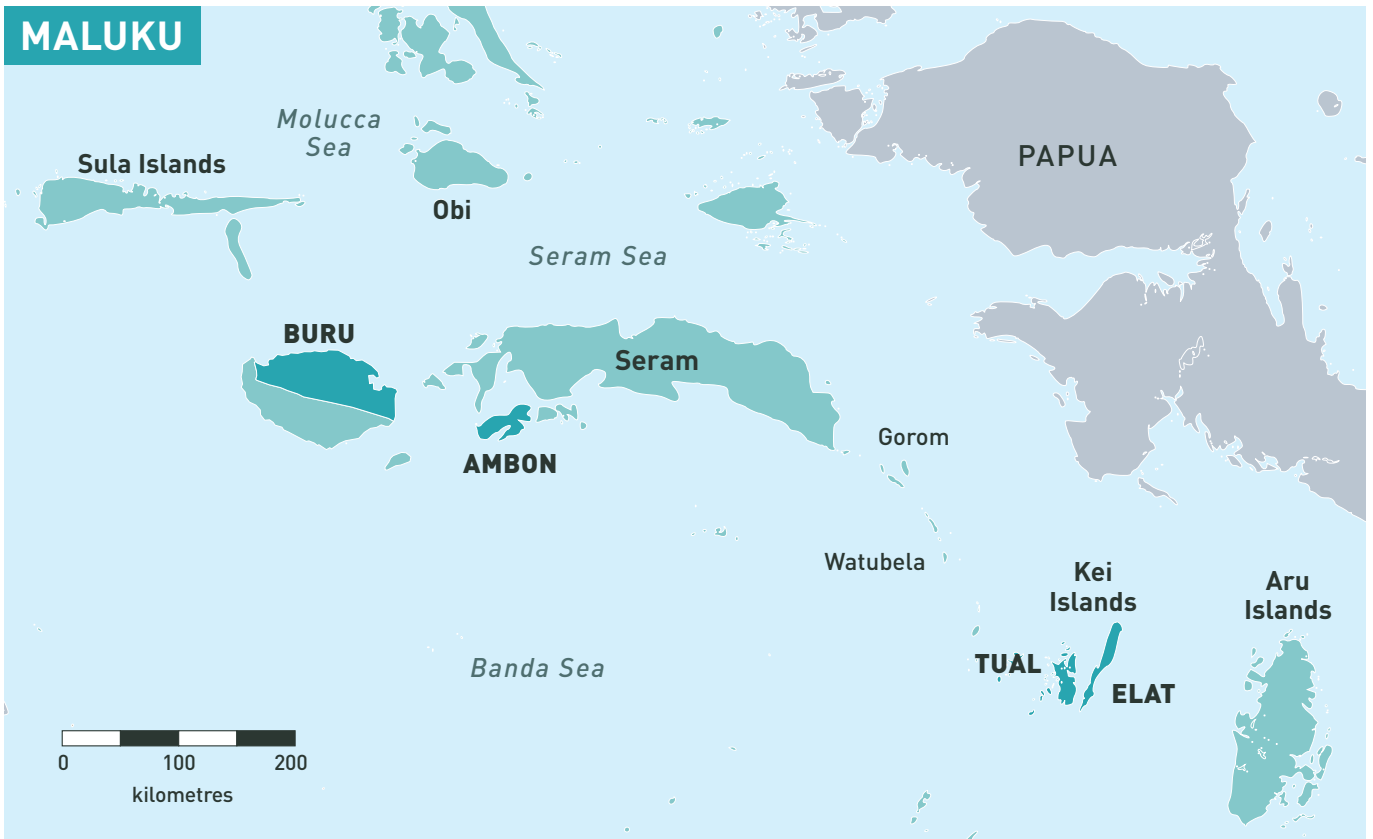 MALUKU
Molucca
Sea
Sula Islands
PAPUA
Obi
Seram Sea
BURU
Seram
Gorom
AMBON
Watubela
Kei
Islands
Aru
Islands
Banda Sea
TUAL
ELAT
0 100 200
kilometres